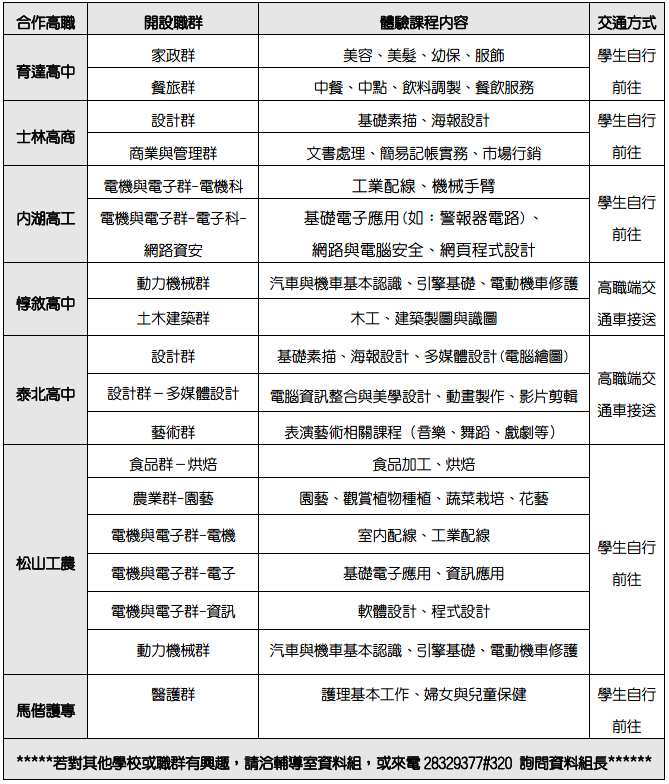 合作高職 開設職群 體驗課程內容 交通方式
育達高中 家政群 美容、美髮、幼保、服飾 學生自行
前往
餐旅群 中餐、中點、飲料調製、餐飲服務
士林高商 設計群 基礎素描、海報設計 學生自行
前往
商業與管理群 文書處理、簡易記帳實務、市場行銷
內湖高工 電機與電子群-電機科 工業配線、機械手臂 學生自行
前往
電機與電子群-電子科-
網路資安
基礎電子應用(如：警報器電路)、
網路與電腦安全、網頁程式設計
惇敘高中 動力機械群 汽車與機車基本認識、引擎基礎、電動機車修護 高職端交
通車接送
土木建築群 木工、建築製圖與識圖
泰北高中 設計群 基礎素描、海報設計、多媒體設計(電腦繪圖) 高職端交
通車接送
設計群－多媒體設計 電腦資訊整合與美學設計、動畫製作、影片剪輯
藝術群 表演藝術相關課程（音樂、舞蹈、戲劇等）
松山工農 食品群－烘焙 食品加工、烘焙 學生自行
前往
農業群-園藝 園藝、觀賞植物種植、蔬菜栽培、花藝
電機與電子群-電機 室內配線、工業配線
電機與電子群-電子 基礎電子應用、資訊應用
電機與電子群-資訊 軟體設計、程式設計
動力機械群 汽車與機車基本認識、引擎基礎、電動機車修護
馬偕護專 醫護群 護理基本工作、婦女與兒童保健 學生自行
前往
*****若對其他學校或職群有興趣，請洽輔導室資料組，或來電 28329377#320 詢問資料組長******